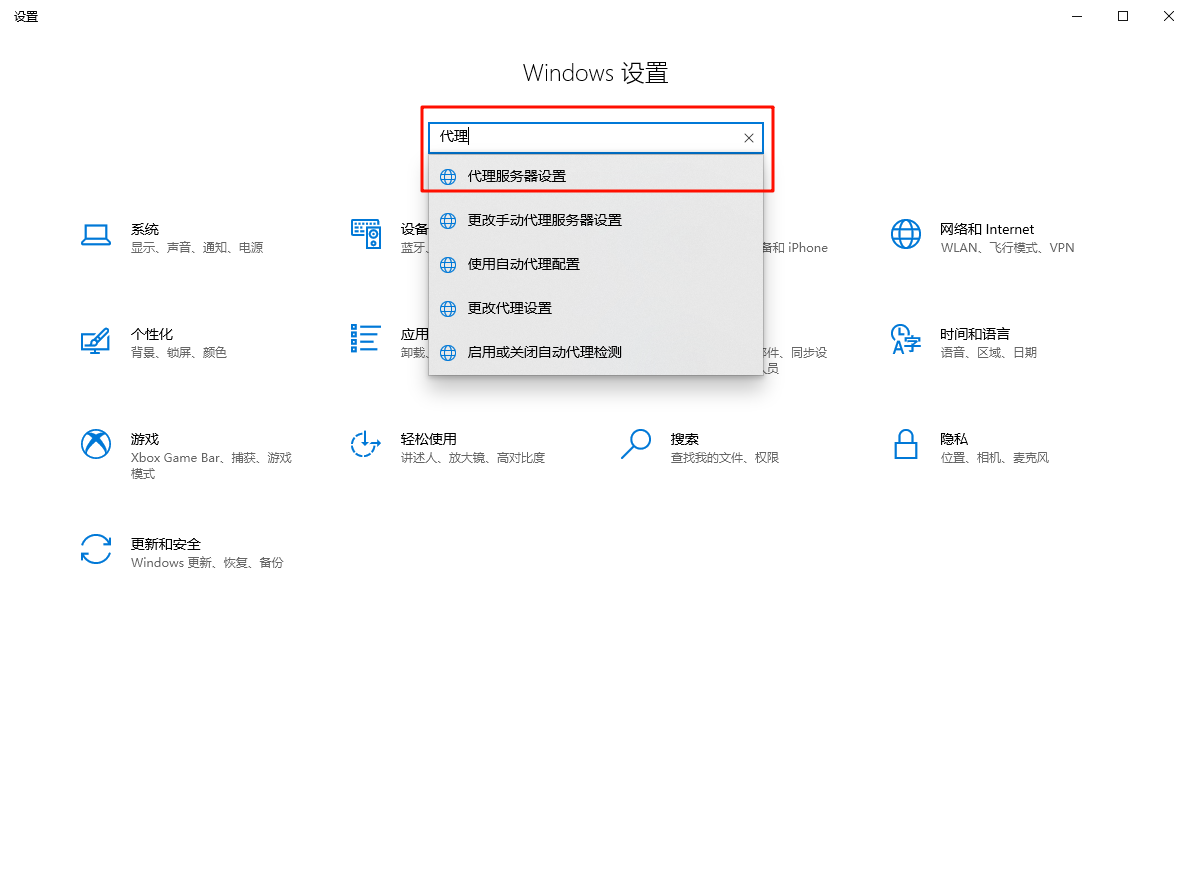 设置
Windows 设置
代理
代理服务器设置
更改手动代理服务器设置
使用自动代理配置
更改代理设置
启用或关闭自动代理检测
系统
显示、声音、通知、电源
设备
蓝牙、
备和 iPhone
网络和 Internet
WLAN、飞行模式、VPN
个性化
背景、锁屏、颜色
应用
卸载、
件、同步设
人员
时间和语言
语音、区域、日期
游戏
Xbox Game Bar、捕获、游戏
模式
轻松使用
讲述人、放大镜、高对比度
搜索
查找我的文件、权限
隐私
位置、相机、麦克风
更新和安全
Windows 更新、恢复、备份